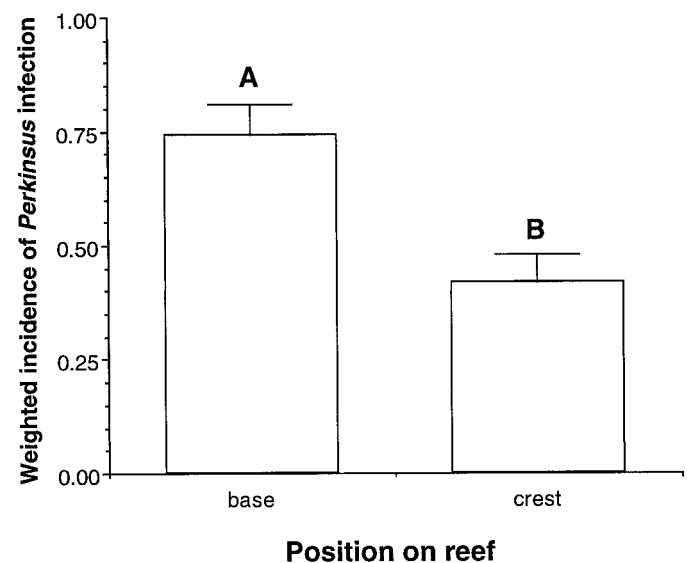 Weighted incidence of Perkinsus infection
1.00
0.75
0.50
0.25
0.00
A
B
base
crest
Position on reef